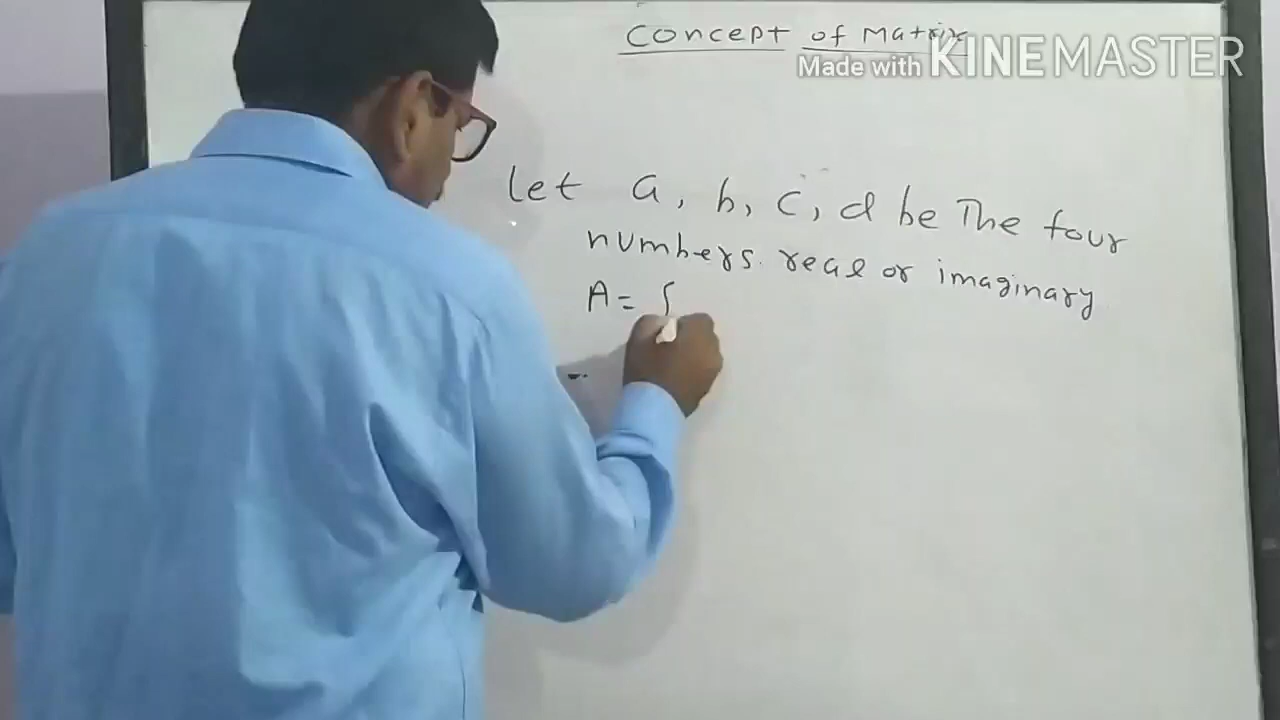 Concept of Matrix
Made with KINEMASTER
Let a, b, c, d be The four
numbers. real or imaginary
A = [